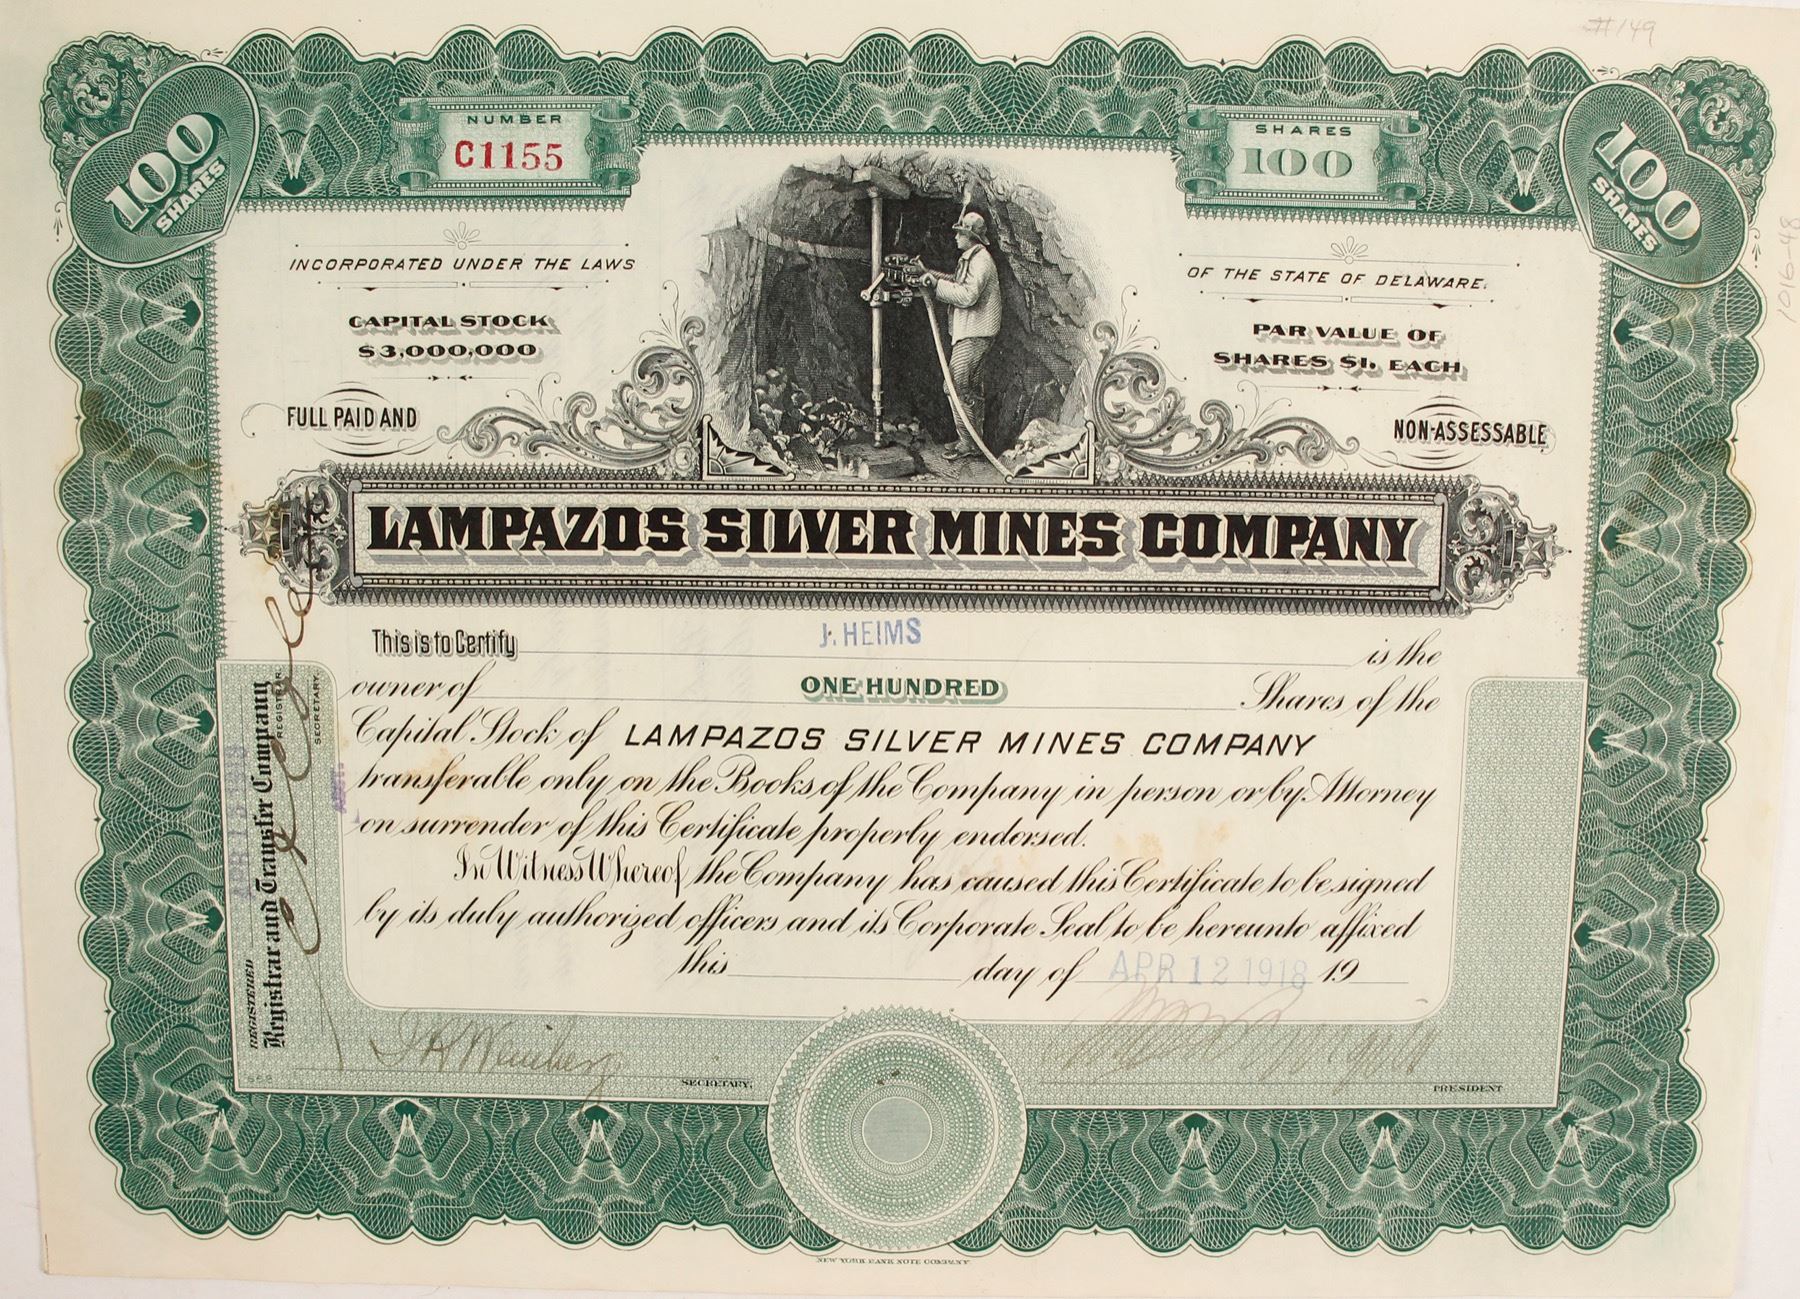 #149
1016-48
100
SHARES
NUMBER
C1155
SHARES
100
100
SHARES
INCORPORATED UNDER THE LAWS
OF THE STATE OF DELAWARE.
CAPITAL STOCK
$3,000,000
PAR VALUE OF
SHARES $1, EACH
FULL PAID AND
NON-ASSESSABLE
LAMPAZOS SILVER MINES COMPANY
This is to Certify J. HEIMS is the
owner of ONE HUNDRED Shares of the
Capital Stock of LAMPAZOS SILVER MINES COMPANY
transferable only on the Books of the Company in person or by Attorney
on surrender of this Certificate properly endorsed.
In Witness Whereof the Company has caused this Certificate to be signed
by its duly authorized officers and its Corporate Seal to be hereunto affixed
this day of APR 12 1918 19
REGISTERED
Registrar and Transfer Company
REGISTRAR
SECRETARY
SECRETARY.
PRESIDENT
NEW YORK BANK NOTE COMPANY